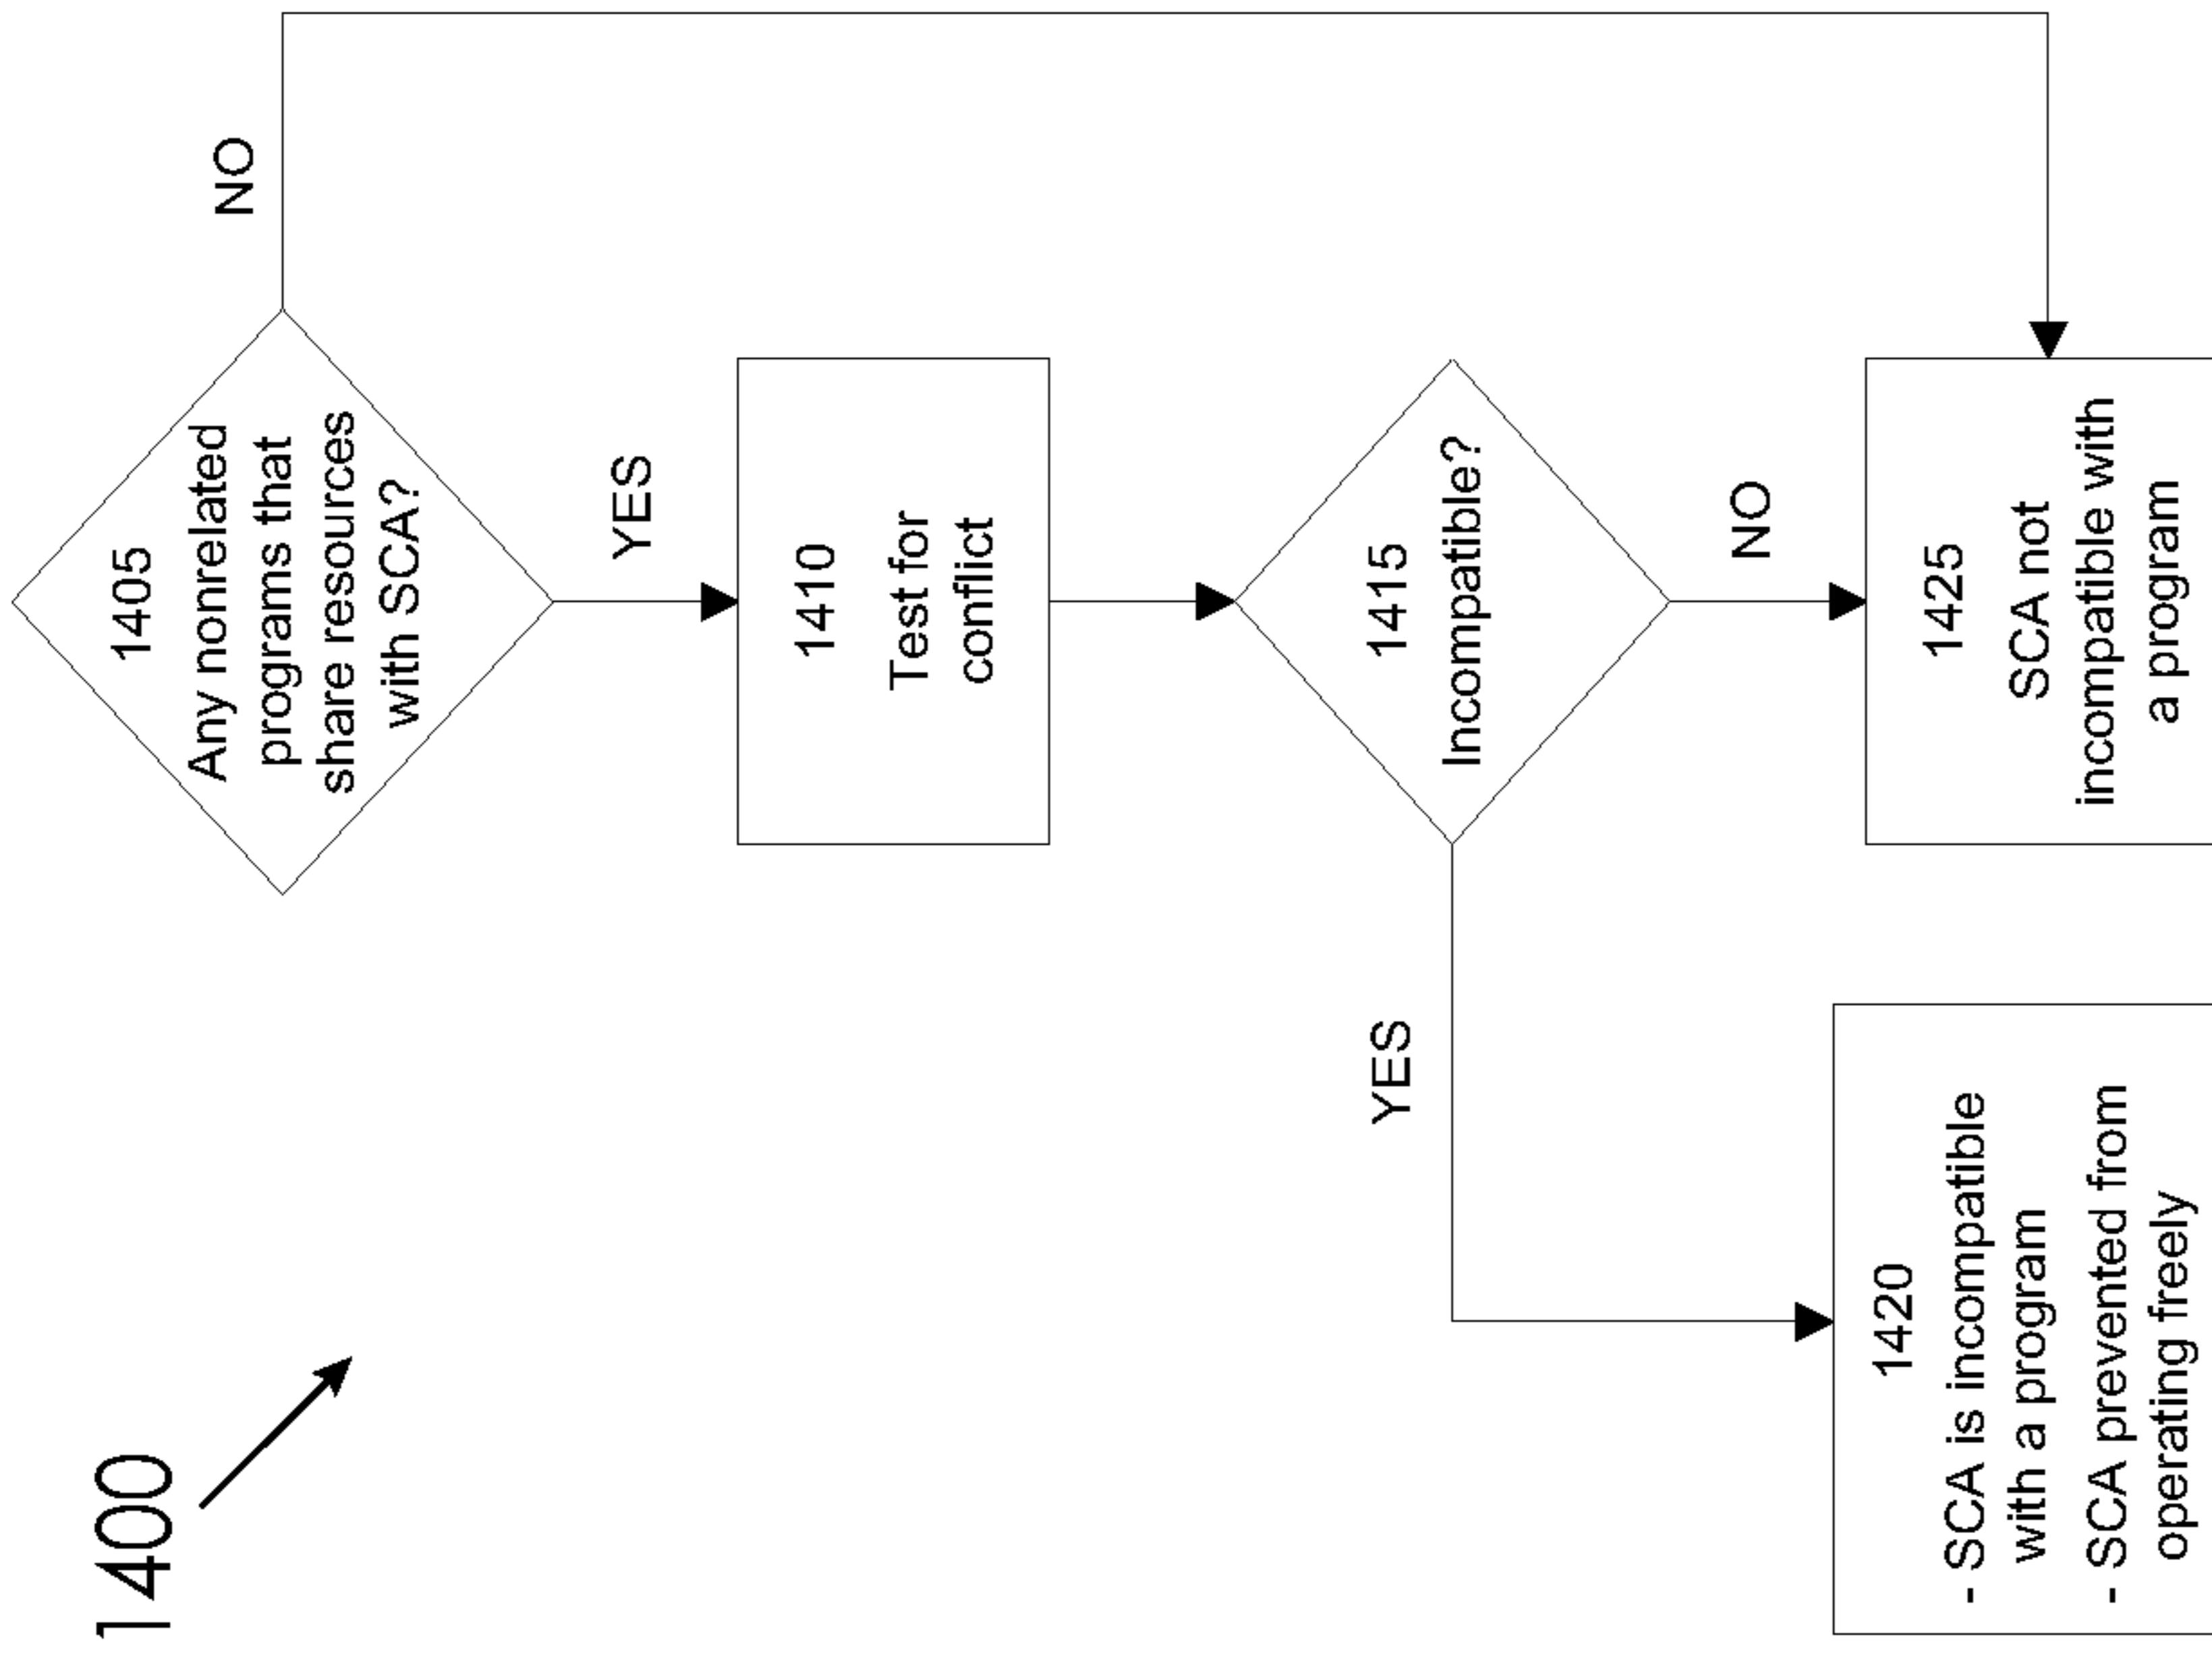 1400
1405
Any nonrelated
programs that
share resources
with SCA?
NO
YES
1410
Test for
conflict
1415
Incompatible?
YES
NO
1420
- SCA is incompatible
with a program
- SCA prevented from
operating freely
1425
SCA not
incompatible with
a program